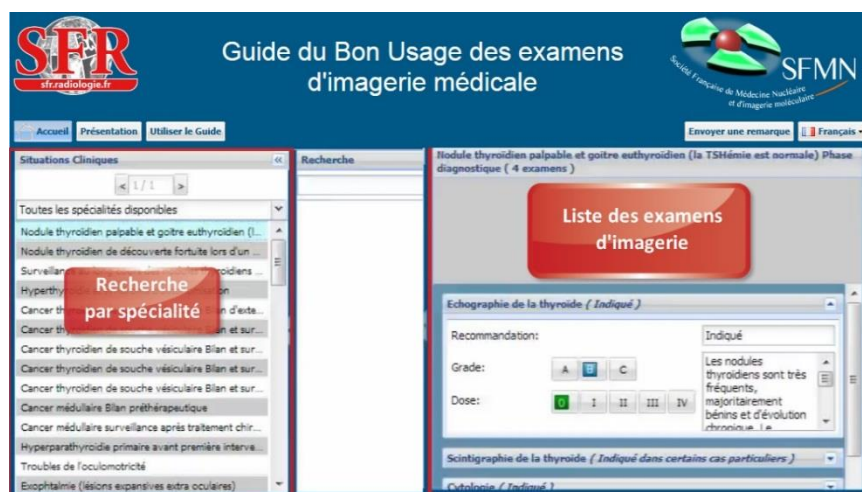 SFR
sfr.radiologie.fr
Guide du Bon Usage des examens
d'imagerie médicale
SFMN
Société Française de Médecine Nucléaire
et d'imagerie moléculaire
Accueil
Présentation
Utiliser le Guide
Envoyer une remarque
Français
Situations Cliniques
1/1
Toutes les spécialités disponibles
Nodule thyroïdien palpable et goitre euthyroïdien (l...
Nodule thyroïdien de découverte fortuite lors d'un ...
Cancer thyroïdien de souche vésiculaire Bilan et sur...
Cancer thyroïdien de souche vésiculaire Bilan et sur...
Cancer thyroïdien de souche vésiculaire Bilan et sur...
Cancer médullaire Bilan préthérapeutique
Cancer médullaire surveillance après traitement chir...
Hyperparathyroïdie primaire avant première interve...
Troubles de l'oculomotricité
Exophtalmie (lésions expansives extra oculaires)
Recherche
par spécialité
Recherche
Nodule thyroïdien palpable et goitre euthyroïdien (la TSHémie est normale) Phase
diagnostique ( 4 examens )
Liste des examens
d'imagerie
Echographie de la thyroïde ( Indiqué )
Recommandation:
Indiqué
Grade:
A B C
Dose:
0 I II III IV
Les nodules
thyroïdiens sont très
fréquents,
majoritairement
bénins et d'évolution
chronique. Le
Scintigraphie de la thyroïde ( Indiqué dans certains cas particuliers )
Cytologie ( Indiqué )